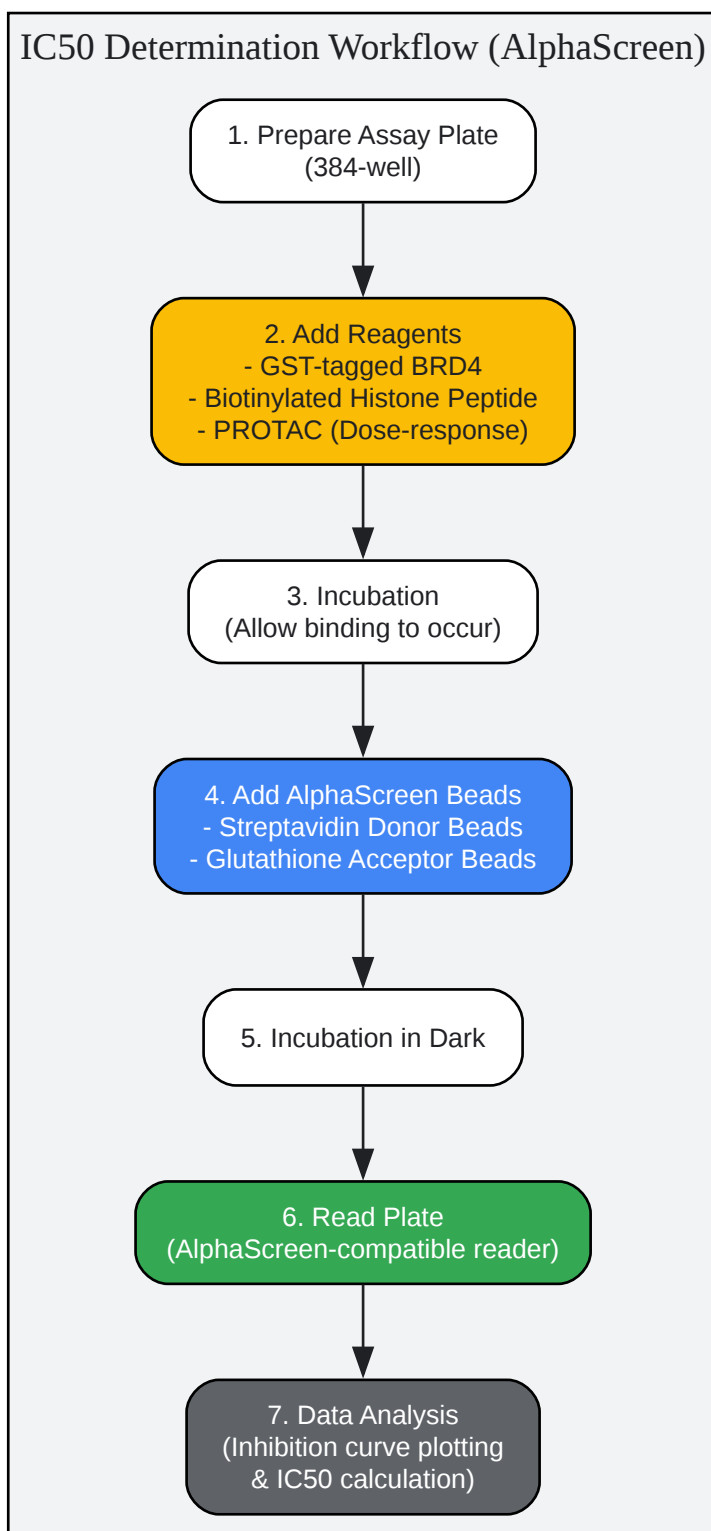 IC50 Determination Workflow (AlphaScreen)
1. Prepare Assay Plate
(384-well)
2. Add Reagents
- GST-tagged BRD4
- Biotinylated Histone Peptide
- PROTAC (Dose-response)
3. Incubation
(Allow binding to occur)
4. Add AlphaScreen Beads
- Streptavidin Donor Beads
- Glutathione Acceptor Beads
5. Incubation in Dark
6. Read Plate
(AlphaScreen-compatible reader)
7. Data Analysis
(Inhibition curve plotting
& IC50 calculation)